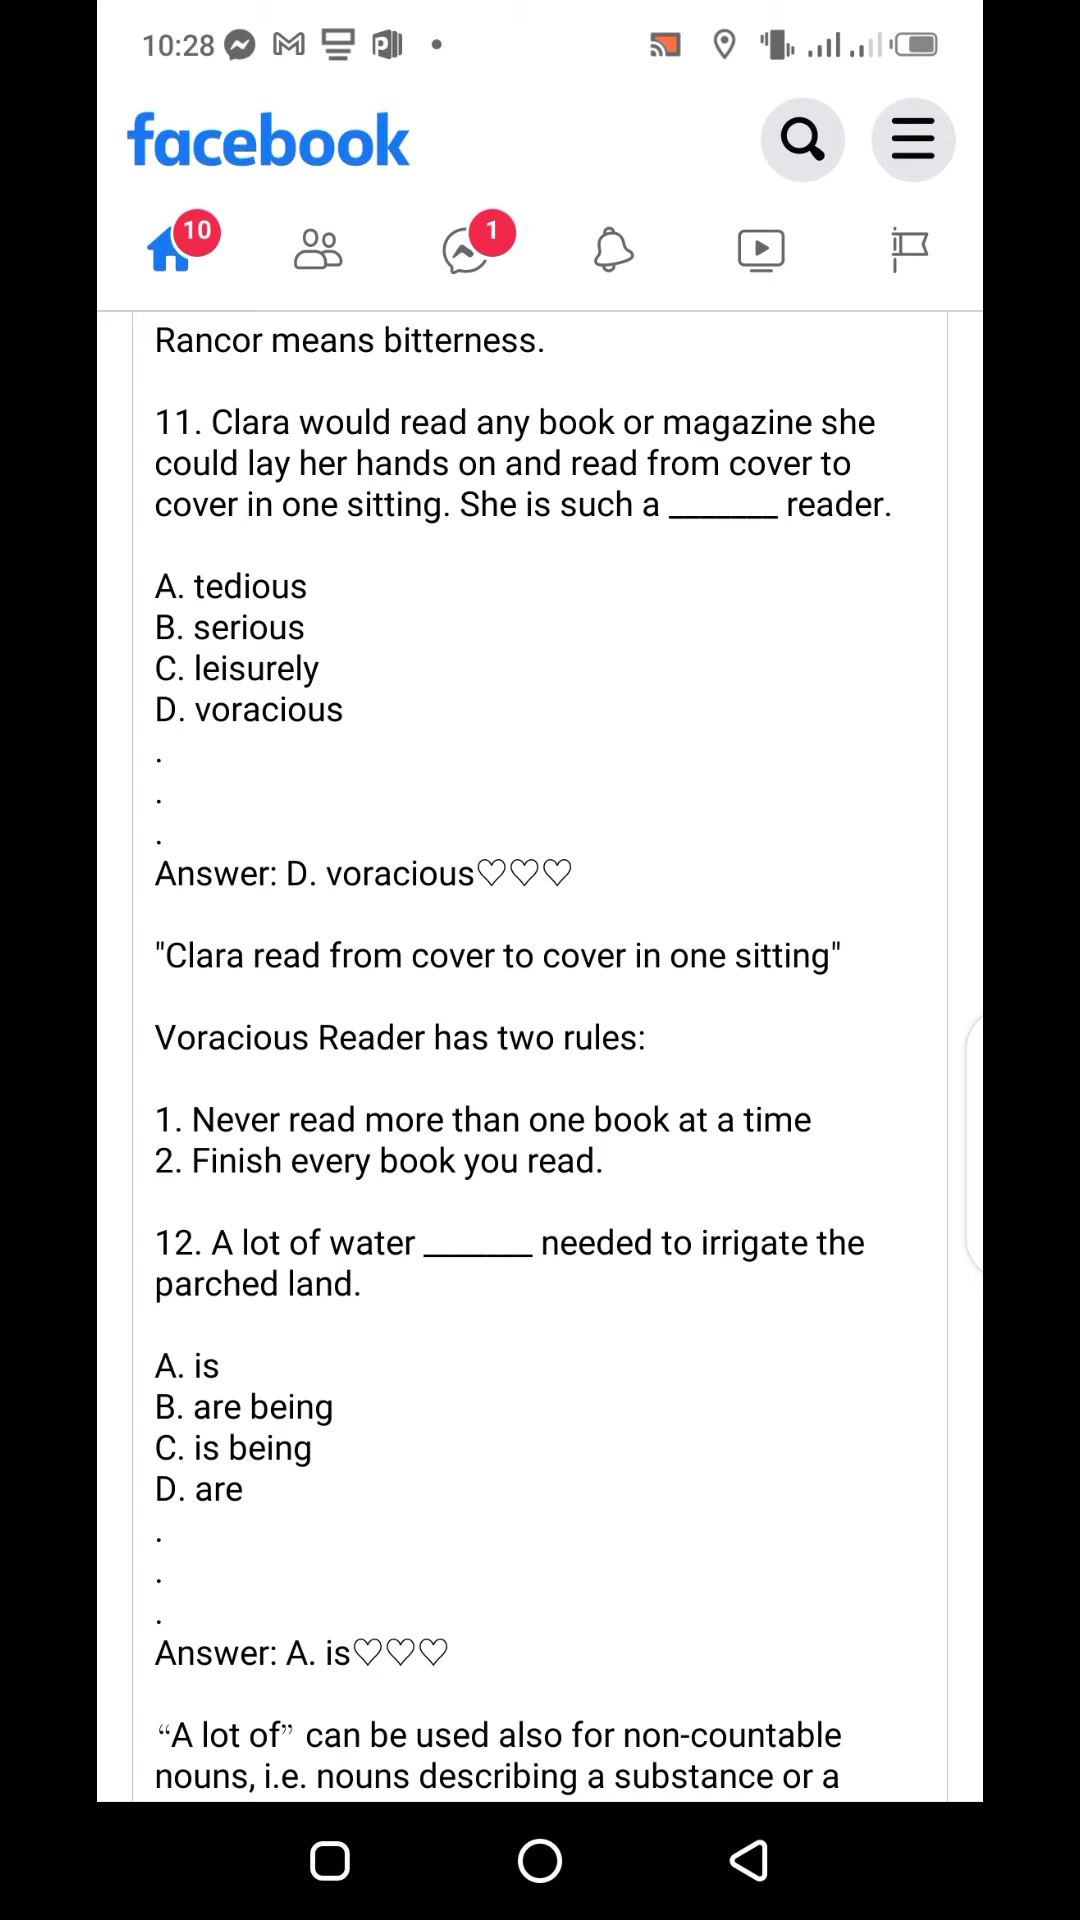 10:28
facebook
10
1
Rancor means bitterness.
11. Clara would read any book or magazine she
could lay her hands on and read from cover to
cover in one sitting. She is such a ______ reader.
A. tedious
B. serious
C. leisurely
D. voracious
.
.
.
Answer: D. voracious♡♡♡
"Clara read from cover to cover in one sitting"
Voracious Reader has two rules:
1. Never read more than one book at a time
2. Finish every book you read.
12. A lot of water ______ needed to irrigate the
parched land.
A. is
B. are being
C. is being
D. are
.
.
.
Answer: A. is♡♡♡
“A lot of” can be used also for non-countable
nouns, i.e. nouns describing a substance or a